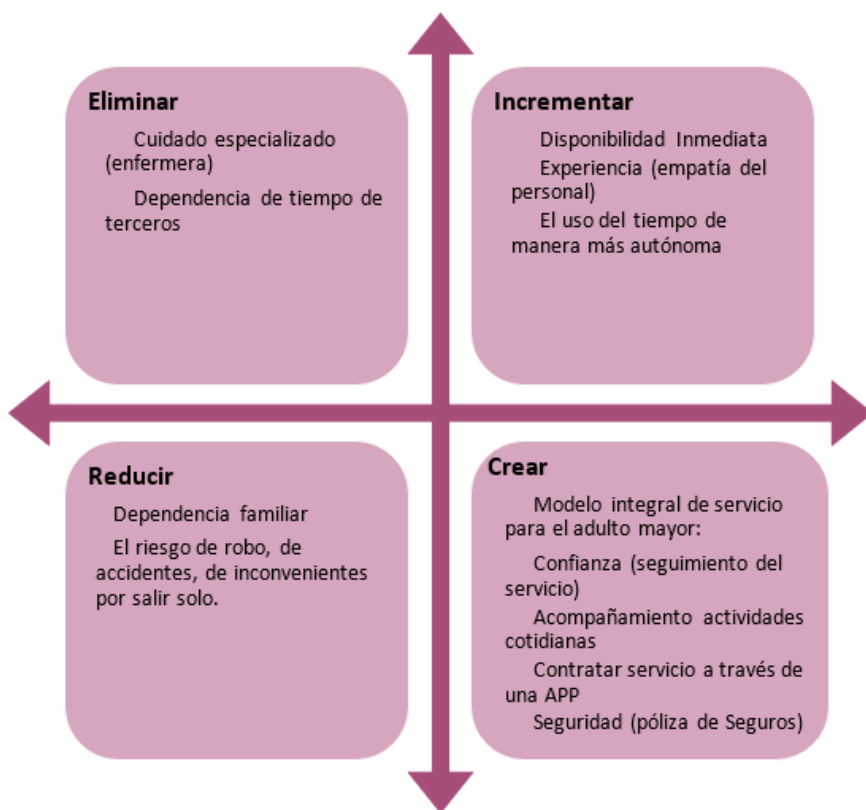 Eliminar
Cuidado especializado
(enfermera)
Dependencia de tiempo de
terceros
Incrementar
Disponibilidad Inmediata
Experiencia (empatía del
personal)
El uso del tiempo de
manera más autónoma
Reducir
Dependencia familiar
El riesgo de robo, de
accidentes, de inconvenientes
por salir solo.
Crear
Modelo integral de servicio
para el adulto mayor:
Confianza (seguimiento del
servicio)
Acompañamiento actividades
cotidianas
Contratar servicio a través de
una APP
Seguridad (póliza de Seguros)